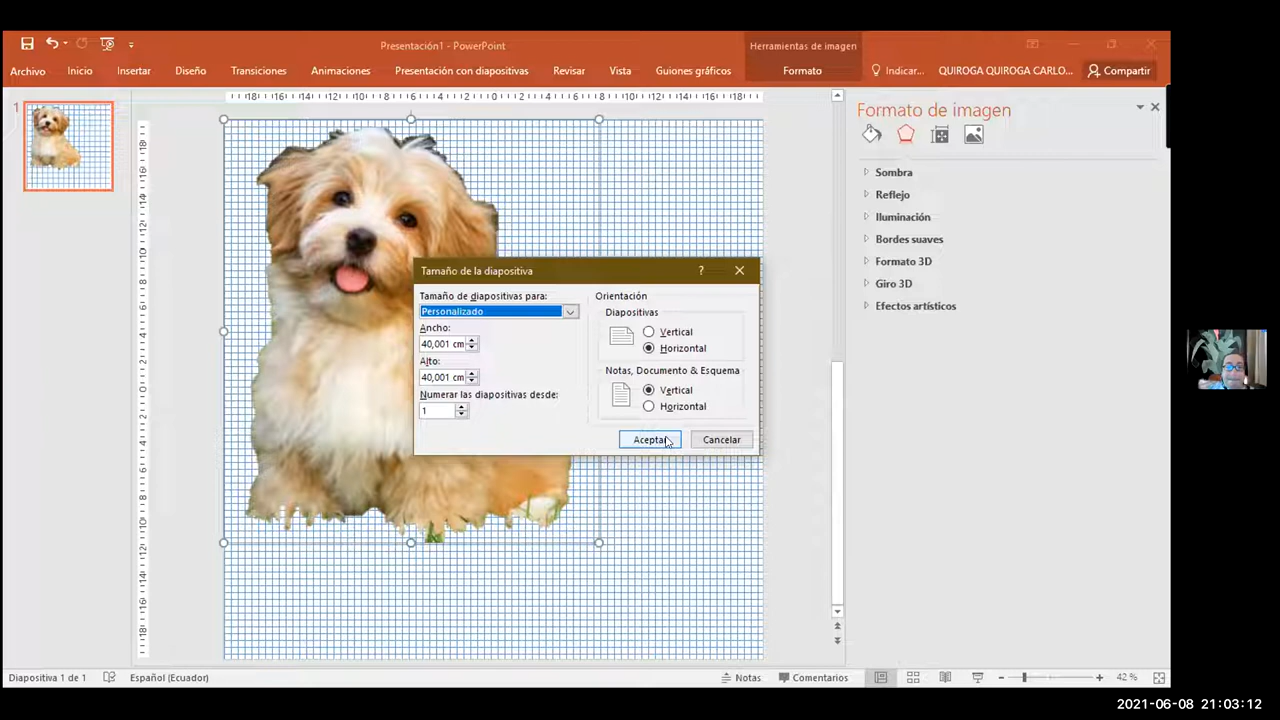 Presentación1 - PowerPoint
Herramientas de imagen
Archivo Inicio Insertar Diseño Transiciones Animaciones Presentación con diapositivas Revisar Vista Guiones gráficos Formato Indicar... QUIROGA QUIROGA CARLO... Compartir
1
Formato de imagen
Sombra
Reflejo
Iluminación
Bordes suaves
Formato 3D
Giro 3D
Efectos artísticos
Tamaño de la diapositiva
Tamaño de diapositivas para:
Personalizado
Ancho:
40,001 cm
Alto:
40,001 cm
Numerar las diapositivas desde:
1
Orientación
Diapositivas
Vertical
Horizontal
Notas, Documento & Esquema
Vertical
Horizontal
Aceptar Cancelar
Diapositiva 1 de 1 Español (Ecuador) Notas Comentarios 42 %
2021-06-08 21:03:12